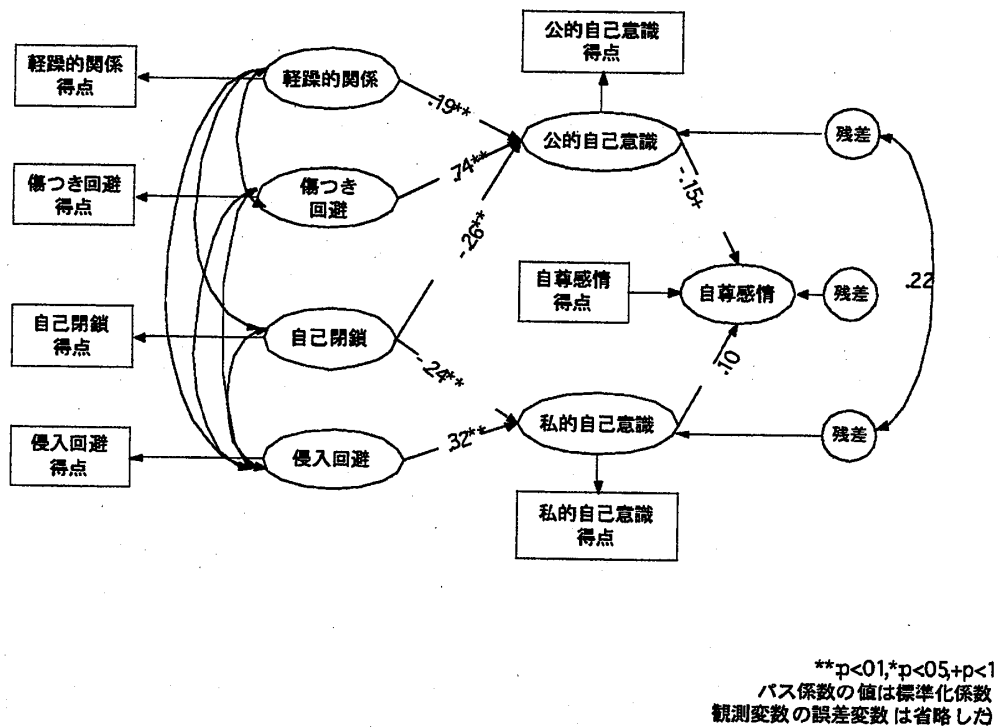 公的自己意識
得点
軽躁的関係
得点
軽躁的関係
.19**
公的自己意識
残差
傷つき回避
得点
傷つき
回避
.74**
-.15+
-.26**
自尊感情
得点
自尊感情
残差
.22
自己閉鎖
得点
自己閉鎖
-.24**
.10
侵入回避
得点
侵入回避
.32**
私的自己意識
残差
私的自己意識
得点
**:p<01,*:p<05,+p<1
パス係数の値は標準化係数
観測変数の誤差変数は省略した